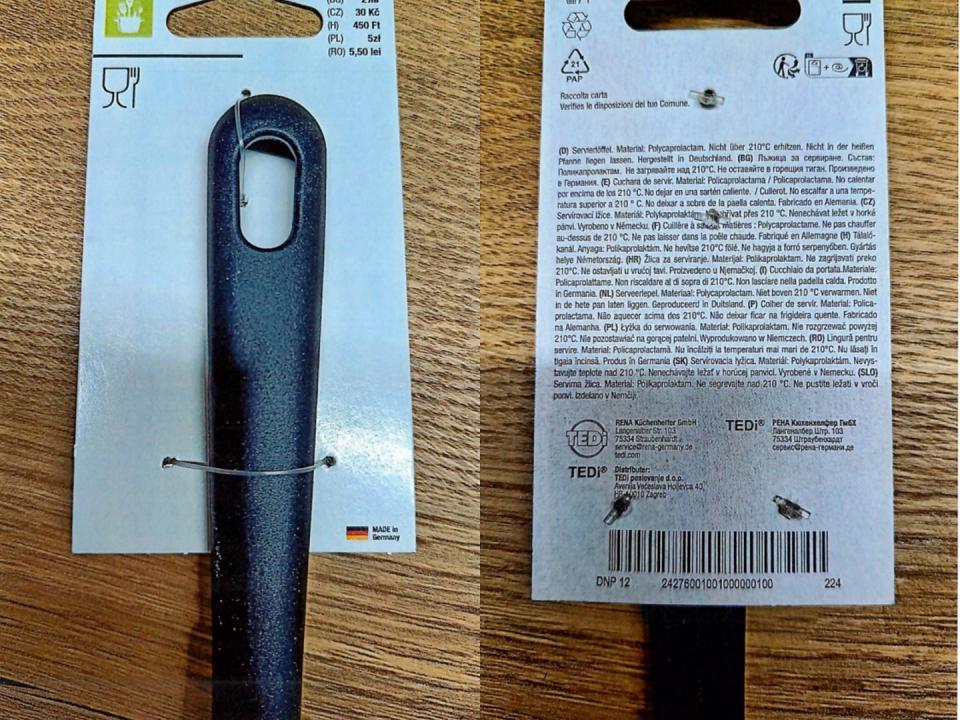 (CZ) 30 Kč
(H) 450 Ft
(PL) 5zł
(RO) 5,50 lei
MADE in
Germany
21
PAP
Raccolta carta
Verifica le disposizioni del tuo Comune.
(D) Servierlöffel. Material: Polycaprolactam. Nicht über 210°C erhitzen. Nicht in der heißen
Pfanne liegen lassen. Hergestellt in Deutschland. (BG) Лъжица за сервиране. Състав:
Поликапролактам. Не загрявайте над 210°C. Не оставяйте в горещия тиган. Произведено
в Германия. (E) Cuchara de servir. Material: Policaprolactama / Policaprolactama. No calentar
por encima de los 210 °C. No dejar en una sartén caliente. / Cullerot. No escalfar a una tempe-
ratura superior a 210 ° C. No deixar a sobre de la paella calenta. Fabricado en Alemania. (CZ)
Servírovací lžíce. Materiál: Polykaprolaktám. přes 210 °C. Nenechávat ležet v horké
pánvi. Vyrobeno v Německu. (F) Cuillère à Matières : Polycaprolactame. Ne pas chauffer
au-dessus de 210 °C. Ne pas laisser dans la poêle chaude. Fabriqué en Allemagne (H) Tálaló-
kanál. Anyaga: Polikaprolaktám. Ne hevítse 210°C fölé. Ne hagyja a forró serpenyőben. Gyártás
helye Németország. (HR) Žlica za serviranje. Materijal: Polikaprolaktam. Ne zagrijavati preko
210°C. Ne ostavljati u vrućoj tavi. Proizvedeno u Njemačkoj. (I) Cucchiaio da portata.Materiale:
Policaprolattame. Non riscaldare al di sopra di 210°C. Non lasciare nella padella calda. Prodotto
in Germania. (NL) Serveerlepel. Materiaal: Polycaprolactam. Niet boven 210 °C verwarmen. Niet
in de hete pan laten liggen. Geproduceerd in Duitsland. (P) Colher de servir. Material: Polica-
prolactama. Não aquecer acima dos 210°C. Não deixar ficar na frigideira quente. Fabricado
na Alemanha. (PL) Łyżka do serwowania. Materiał: Polikaprolaktam. Nie rozgrzewać powyżej
210°C. Nie pozostawiać na gorącej patelni. Wyprodukowano w Niemczech. (RO) Lingură pentru
servire. Material: Policaprolactamă. Nu încălziți la temperaturi mai mari de 210°C. Nu lăsați în
tigaia încinsă. Produs în Germania (SK) Servírovacia lyžica. Materiál: Polykaprolaktám. Nevys-
tavujte teplote nad 210 °C. Nenechávajte ležať v horúcej panvici. Vyrobené v Nemecku. (SLO)
Servirna žlica. Material: Polikaprolaktam. Ne segrevajte nad 210 °C. Ne pustite ležati v vroči
ponvi. Izdelano v Nemčiji.
TEDi
RENA Küchenhelfer GmbH
Langenalber Str. 103
75334 Straubenhardt
service@rena-germany.de
tedi.com
TEDi®
РЕНА Кюхенхелфер ГмбХ
Лангеналбер Штр. 103
75334 Штраубенхардт
сервис@рена-германи.де
TEDi®
Distributer:
TEDi poslovanje d.o.o.
Avenija Većeslava Holjevca 40,
HR-10010 Zagreb
DNP 12 24276001001000000100 224